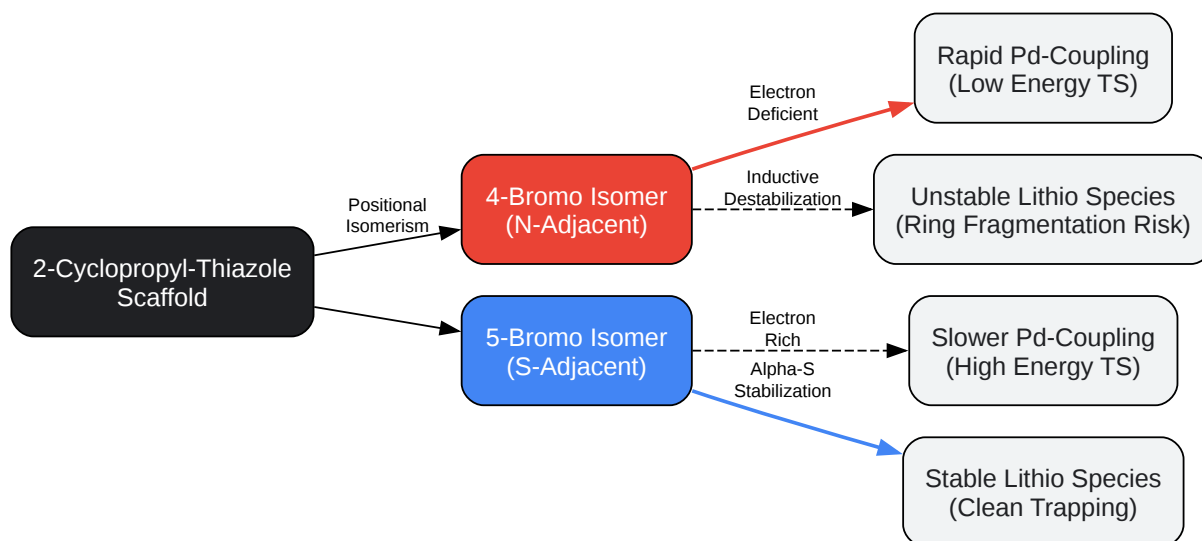 2-Cyclopropyl-Thiazole
Scaffold
Positional
Isomerism
4-Bromo Isomer
(N-Adjacent)
5-Bromo Isomer
(S-Adjacent)
Electron
Deficient
Inductive
Destabilization
Electron
Rich
Alpha-S
Stabilization
Rapid Pd-Coupling
(Low Energy TS)
Unstable Lithio Species
(Ring Fragmentation Risk)
Slower Pd-Coupling
(High Energy TS)
Stable Lithio Species
(Clean Trapping)